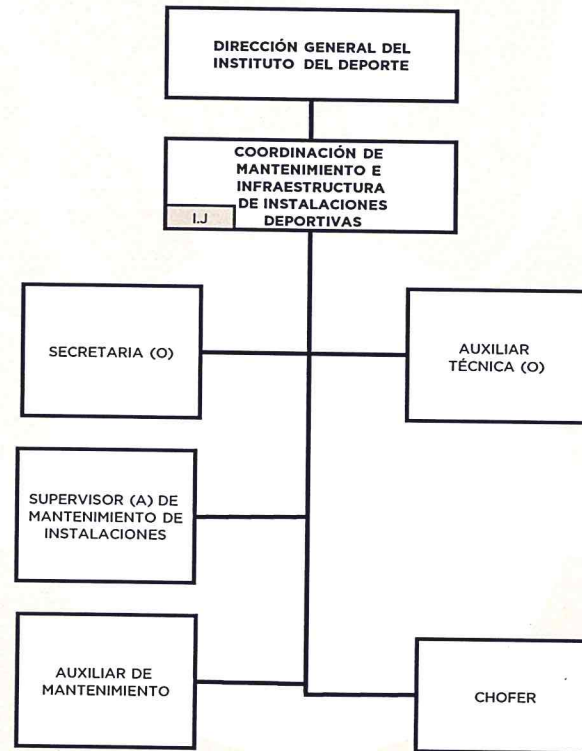 DIRECCIÓN GENERAL DEL
INSTITUTO DEL DEPORTE
COORDINACIÓN DE
MANTENIMIENTO E
INFRAESTRUCTURA
DE INSTALACIONES
DEPORTIVAS
I.J
SECRETARIA (O)
AUXILIAR
TÉCNICA (O)
SUPERVISOR (A) DE
MANTENIMIENTO DE
INSTALACIONES
AUXILIAR DE
MANTENIMIENTO
CHOFER